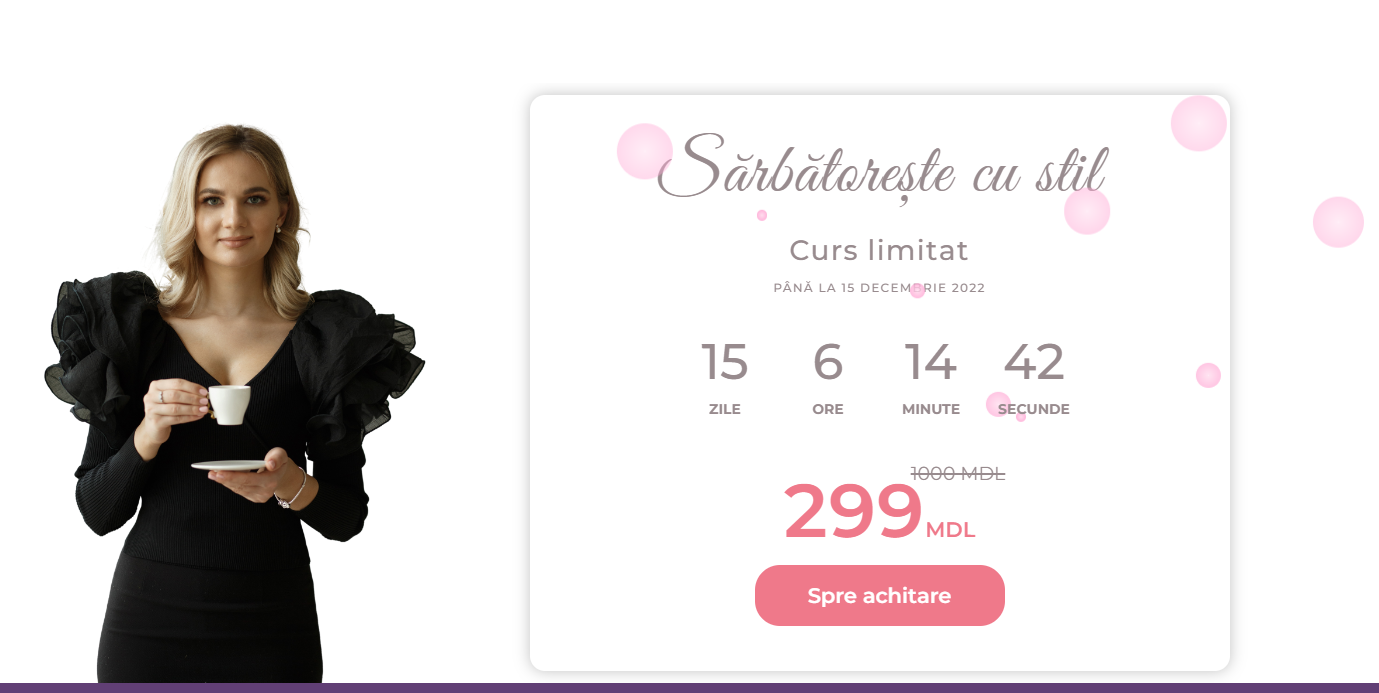 Sărbătorește cu stil
Curs limitat
PÂNĂ LA 15 DECEMBRIE 2022
15 6 14 42
ZILE ORE MINUTE SECUNDE
1000 MDL
299 MDL
Spre achitare